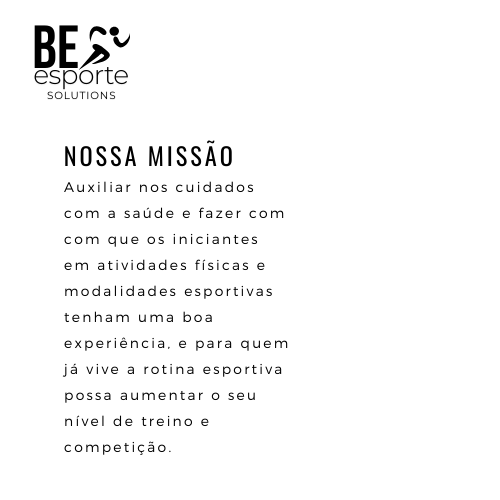 BE
esporte
SOLUTIONS
NOSSA MISSÃO
Auxiliar nos cuidados
com a saúde e fazer com
com que os iniciantes
em atividades físicas e
modalidades esportivas
tenham uma boa
experiência, e para quem
já vive a rotina esportiva
possa aumentar o seu
nível de treino e
competição.